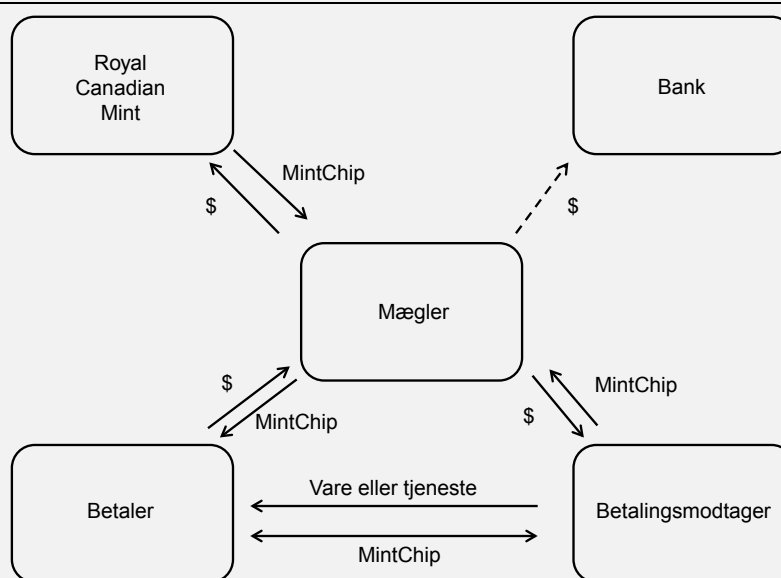 Royal
Canadian
Mint
Bank
MintChip
$
$
Mægler
$
MintChip
MintChip
$
Vare eller tjeneste
Betaler
Betalingsmodtager
MintChip